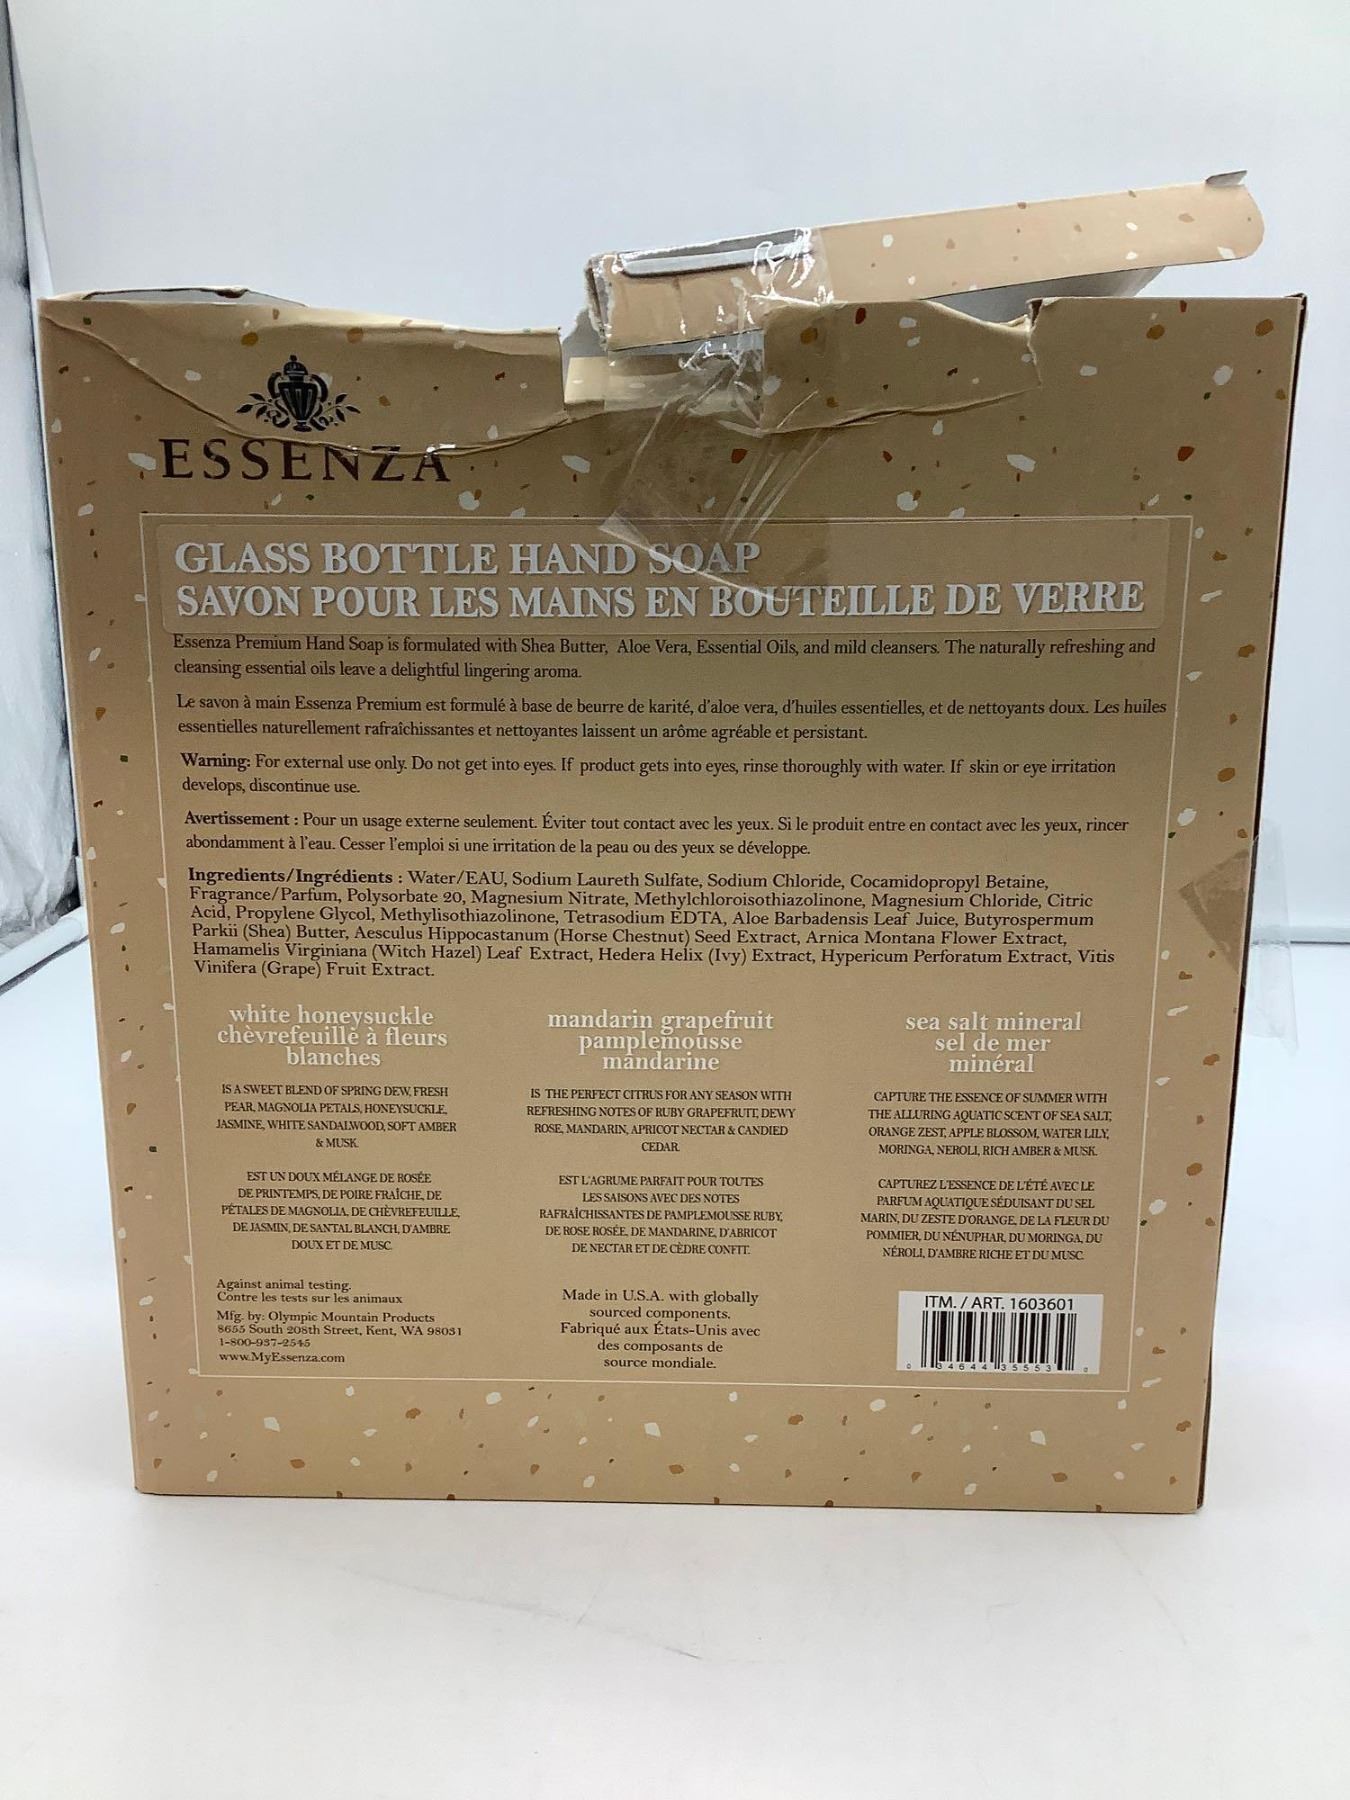 ESSENZA
GLASS BOTTLE HAND SOAP
SAVON POUR LES MAINS EN BOUTEILLE DE VERRE
Essenza Premium Hand Soap is formulated with Shea Butter, Aloe Vera, Essential Oils, and mild cleansers. The naturally refreshing and
cleansing essential oils leave a delightful lingering aroma.
Le savon à main Essenza Premium est formulé à base de beurre de karité, d'aloe vera, d'huiles essentielles, et de nettoyants doux. Les huiles
essentielles naturellement rafraîchissantes et nettoyantes laissent un arôme agréable et persistant.
Warning: For external use only. Do not get into eyes. If product gets into eyes, rinse thoroughly with water. If skin or eye irritation
develops, discontinue use.
Avertissement : Pour un usage externe seulement. Éviter tout contact avec les yeux. Si le produit entre en contact avec les yeux, rincer
abondamment à l'eau. Cesser l'emploi si une irritation de la peau ou des yeux se développe.
Ingredients/Ingrédients : Water/EAU, Sodium Laureth Sulfate, Sodium Chloride, Cocamidopropyl Betaine,
Fragrance/Parfum, Polysorbate 20, Magnesium Nitrate, Methylchloroisothiazolinone, Magnesium Chloride, Citric
Acid, Propylene Glycol, Methylisothiazolinone, Tetrasodium EDTA, Aloe Barbadensis Leaf Juice, Butyrospermum
Parkii (Shea) Butter, Aesculus Hippocastanum (Horse Chestnut) Seed Extract, Arnica Montana Flower Extract,
Hamamelis Virginiana (Witch Hazel) Leaf Extract, Hedera Helix (Ivy) Extract, Hypericum Perforatum Extract, Vitis
Vinifera (Grape) Fruit Extract.
white honeysuckle
chèvrefeuille à fleurs
blanches
IS A SWEET BLEND OF SPRING DEW, FRESH
PEAR, MAGNOLIA PETALS, HONEYSUCKLE,
JASMINE, WHITE SANDALWOOD, SOFT AMBER
& MUSK.
EST UN DOUX MÉLANGE DE ROSÉE
DE PRINTEMPS, DE POIRE FRAÎCHE, DE
PÉTALES DE MAGNOLIA, DE CHÈVREFEUILLE,
DE JASMIN, DE SANTAL BLANCH, D'AMBRE
DOUX ET DE MUSC.
mandarin grapefruit
pamplemousse
mandarine
IS THE PERFECT CITRUS FOR ANY SEASON WITH
REFRESHING NOTES OF RUBY GRAPEFRUIT, DEWY
ROSE, MANDARIN, APRICOT NECTAR & CANDIED
CEDAR.
EST L'AGRUME PARFAIT POUR TOUTES
LES SAISONS AVEC DES NOTES
RAFRAÎCHISSANTES DE PAMPLEMOUSSE RUBY,
DE ROSE ROSÉE, DE MANDARINE, D'ABRICOT
DE NECTAR ET DE CÈDRE CONFIT.
sea salt mineral
sel de mer
minéral
CAPTURE THE ESSENCE OF SUMMER WITH
THE ALLURING AQUATIC SCENT OF SEA SALT,
ORANGE ZEST, APPLE BLOSSOM, WATER LILY,
MORINGA, NEROLI, RICH AMBER & MUSK.
CAPTUREZ L'ESSENCE DE L'ÉTÉ AVEC LE
PARFUM AQUATIQUE SÉDUISANT DU SEL
MARIN, DU ZESTE D'ORANGE, DE LA FLEUR DU
POMMIER, DU NÉNUPHAR, DU MORINGA, DU
NÉROLI, D'AMBRE RICHE ET DU MUSC.
Against animal testing.
Contre les tests sur les animaux
Mfg. by: Olympic Mountain Products
8655 South 208th Street, Kent, WA 98031
1-800-937-2545
www.MyEssenza.com
Made in U.S.A. with globally
sourced components.
Fabriqué aux États-Unis avec
des composants de
source mondiale.
ITM. / ART. 1603601
0 34644 35553 0